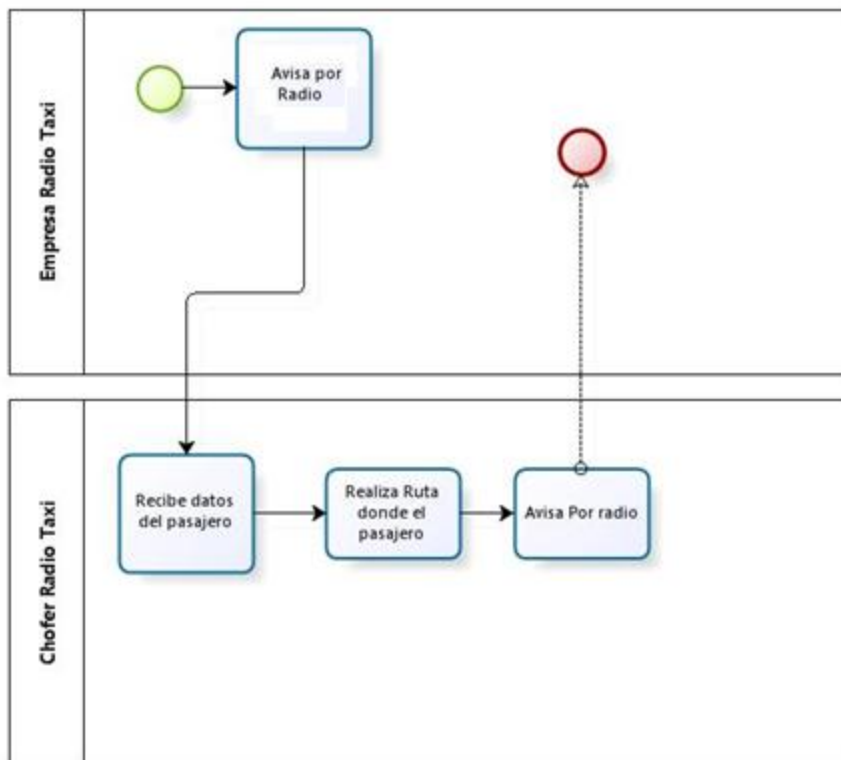 Empresa Radio Taxi
Avisa por
Radio
Chofer Radio Taxi
Recibe datos
del pasajero
Realiza Ruta
donde el
pasajero
Avisa Por radio